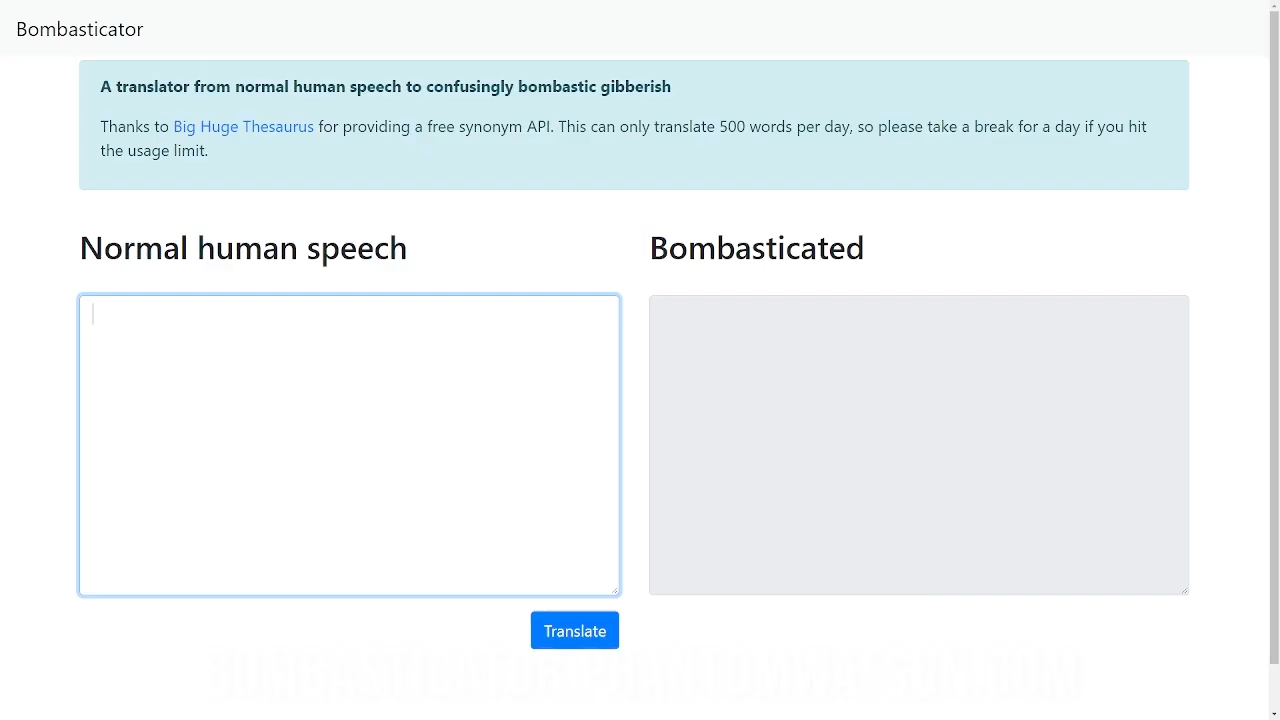 Bombasticator
A translator from normal human speech to confusingly bombastic gibberish
Thanks to Big Huge Thesaurus for providing a free synonym API. This can only translate 500 words per day, so please take a break for a day if you hit
the usage limit.
Normal human speech
Bombasticated
Translate